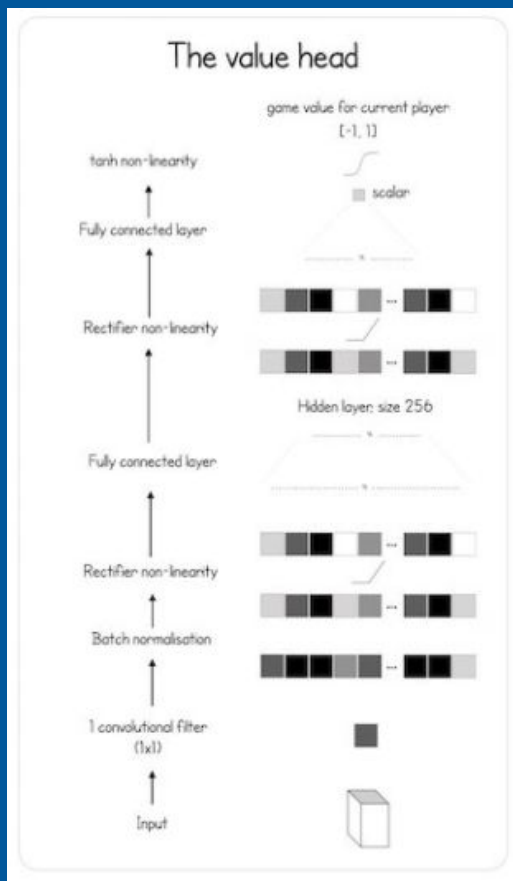 The value head
game value for current player
[-1, 1]
tanh non-linearity
scalar
Fully connected layer
Rectifier non-linearity
Hidden layer: size 256
Fully connected layer
Rectifier non-linearity
Batch normalisation
1 convolutional filter
(1x1)
Input